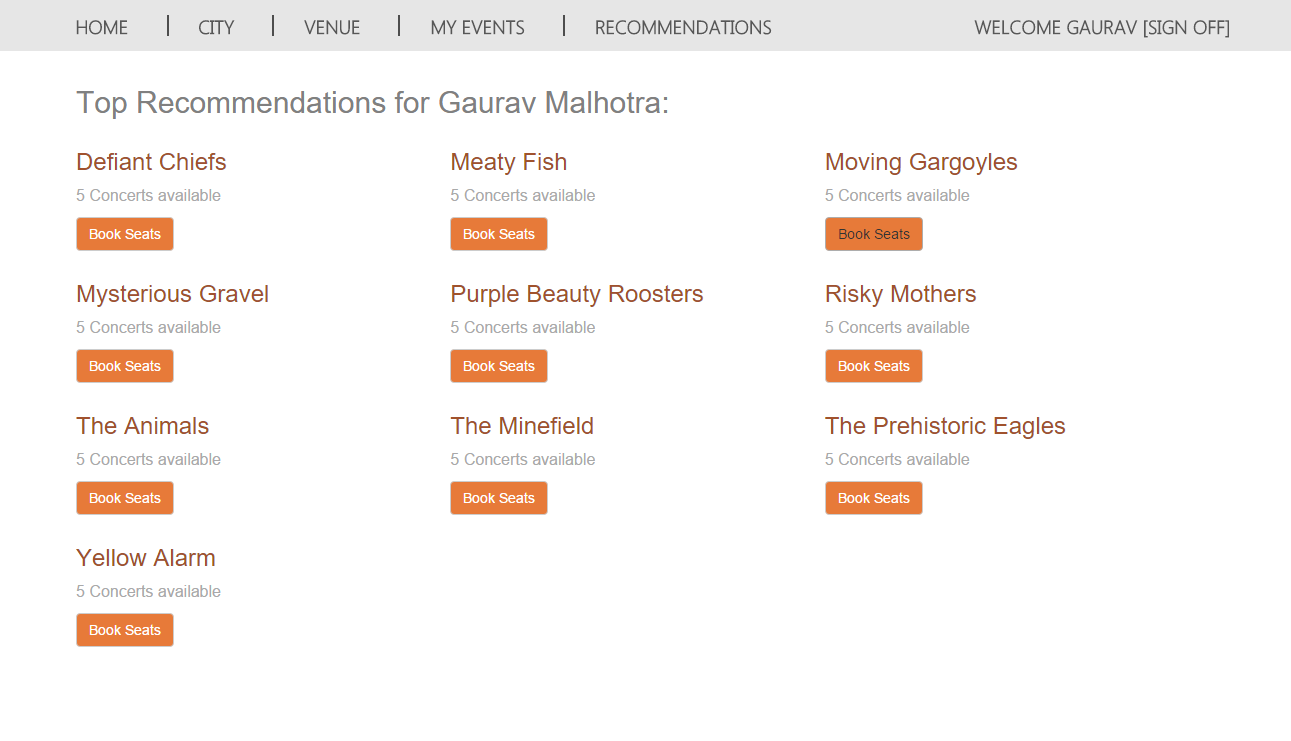 HOME | CITY | VENUE | MY EVENTS | RECOMMENDATIONS WELCOME GAURAV [SIGN OFF]
Top Recommendations for Gaurav Malhotra:
Defiant Chiefs Meaty Fish Moving Gargoyles
5 Concerts available 5 Concerts available 5 Concerts available
Book Seats Book Seats Book Seats
Mysterious Gravel Purple Beauty Roosters Risky Mothers
5 Concerts available 5 Concerts available 5 Concerts available
Book Seats Book Seats Book Seats
The Animals The Minefield The Prehistoric Eagles
5 Concerts available 5 Concerts available 5 Concerts available
Book Seats Book Seats Book Seats
Yellow Alarm
5 Concerts available
Book Seats